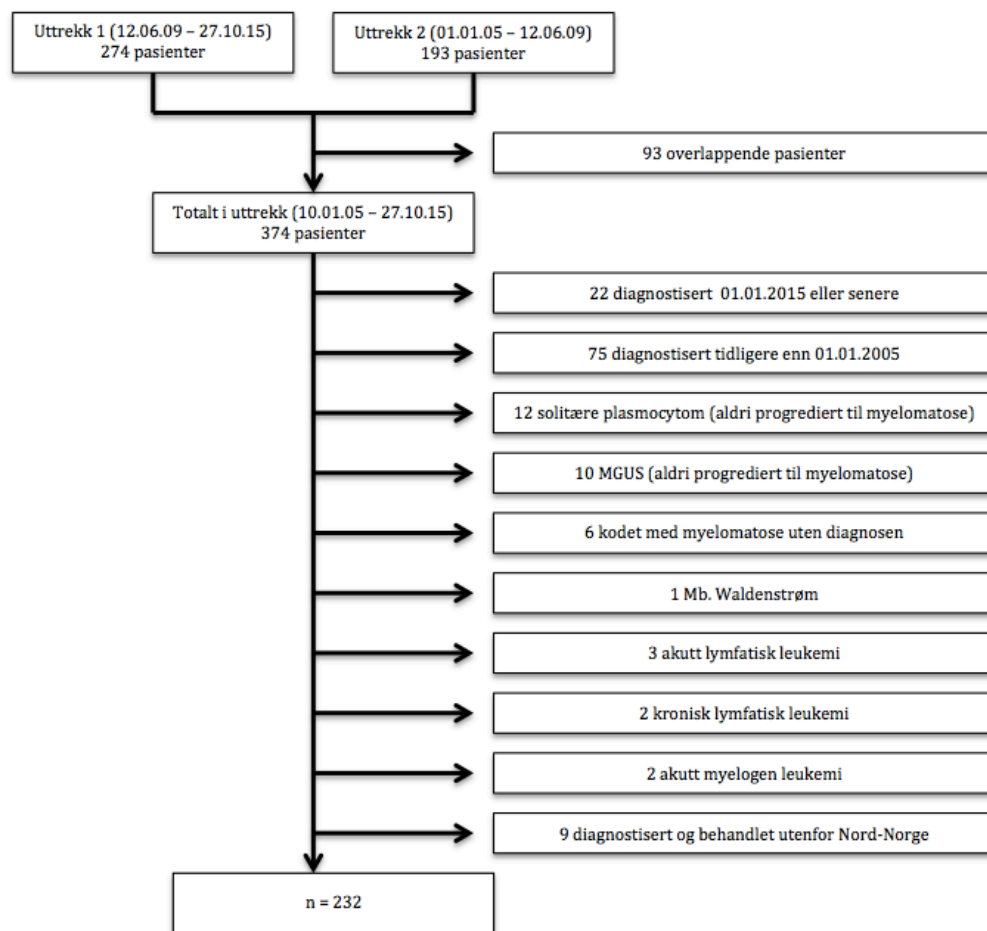 Uttrekk 1 (12.06.09 – 27.10.15)
274 pasienter
Uttrekk 2 (01.01.05 – 12.06.09)
193 pasienter
93 overlappende pasienter
Totalt i uttrekk (10.01.05 – 27.10.15)
374 pasienter
22 diagnostisert 01.01.2015 eller senere
75 diagnostisert tidligere enn 01.01.2005
12 solitære plasmocytom (aldri progrediert til myelomatose)
10 MGUS (aldri progrediert til myelomatose)
6 kodet med myelomatose uten diagnosen
1 Mb. Waldenstrøm
3 akutt lymfatisk leukemi
2 kronisk lymfatisk leukemi
2 akutt myelogen leukemi
9 diagnostisert og behandlet utenfor Nord-Norge
n = 232